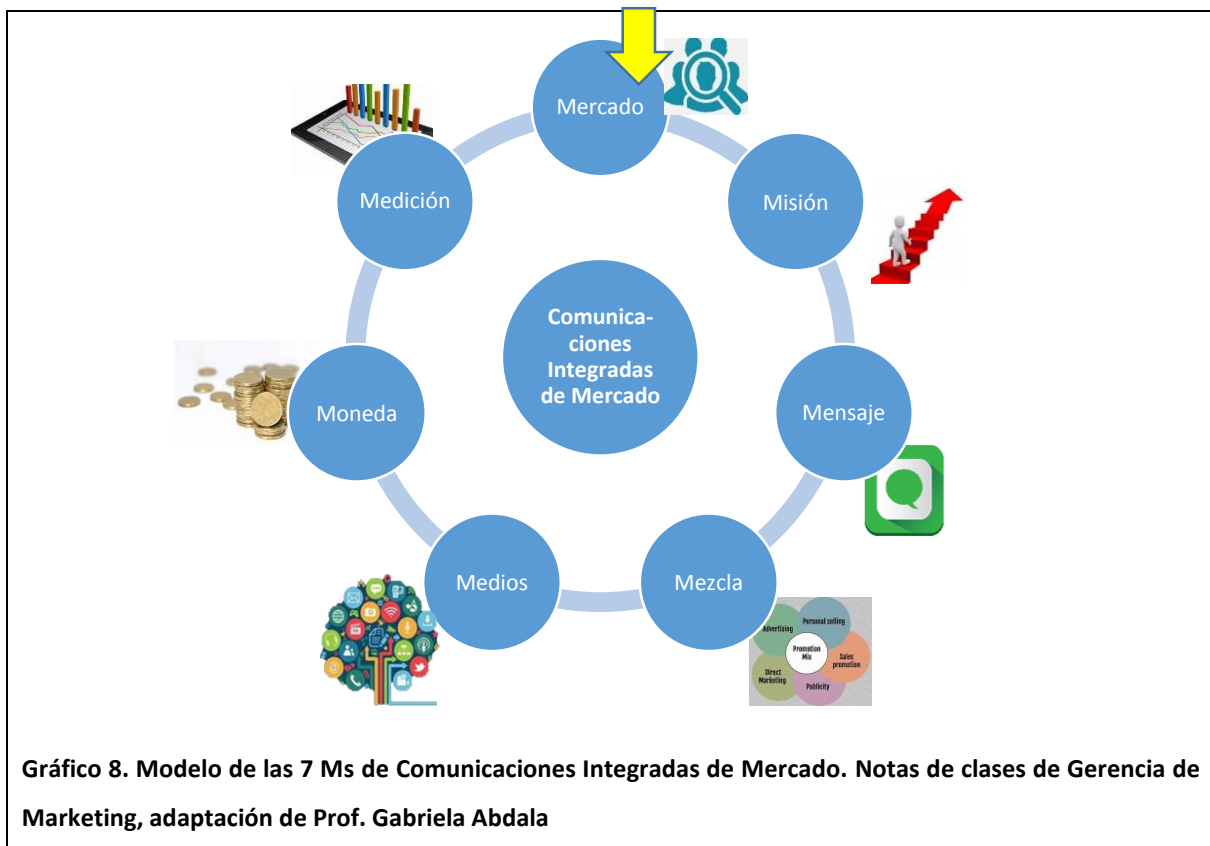 Mercado
Misión
Mensaje
Mezcla
Medios
Moneda
Medición
Comunica-
ciones
Integradas
de Mercado
Advertising
Personal selling
Promotion
Mix
Sales
promotion
Direct
Marketing
Publicity
Gráfico 8. Modelo de las 7 Ms de Comunicaciones Integradas de Mercado. Notas de clases de Gerencia de
Marketing, adaptación de Prof. Gabriela Abdala